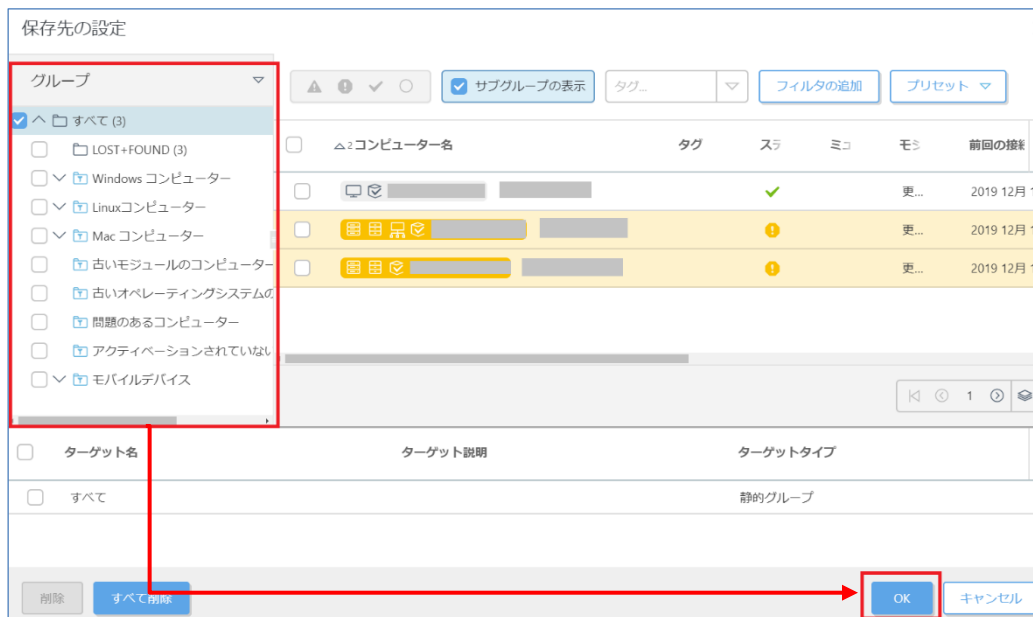 保存先の設定
グループ
サブグループの表示
タグ...
フィルタの追加
プリセット
すべて (3)
LOST+FOUND (3)
Windows コンピューター
Linuxコンピューター
Mac コンピューター
古いモジュールのコンピューター
古いオペレーティングシステムの
問題のあるコンピューター
アクティベーションされていない
モバイルデバイス
2 コンピューター名 タグ ステ ミュ モジ 前回の接続
更... 2019 12月 1
更... 2019 12月 1
更... 2019 12月 1
1
ターゲット名 ターゲット説明 ターゲットタイプ
すべて 静的グループ
削除 すべて削除 OK キャンセル